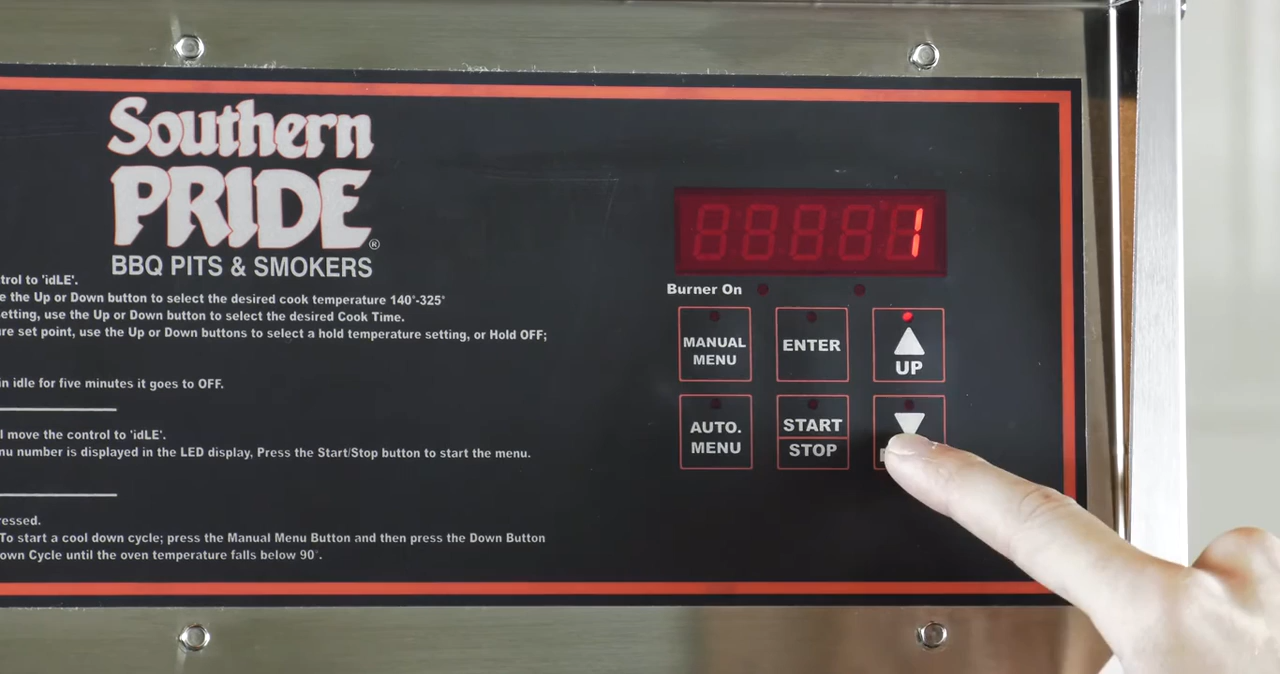 Southern
PRIDE®
BBQ PITS & SMOKERS
trol to 'idLE'.
e the Up or Down button to select the desired cook temperature 140°-325°
etting, use the Up or Down button to select the desired Cook Time.
re set point, use the Up or Down buttons to select a hold temperature setting, or Hold OFF;
in idle for five minutes it goes to OFF.
l move the control to 'idLE'.
nu number is displayed in the LED display, Press the Start/Stop button to start the menu.
ressed.
To start a cool down cycle; press the Manual Menu Button and then press the Down Button
own Cycle until the oven temperature falls below 90°.
1
Burner On
MANUAL
MENU
ENTER
UP
AUTO.
MENU
START
STOP